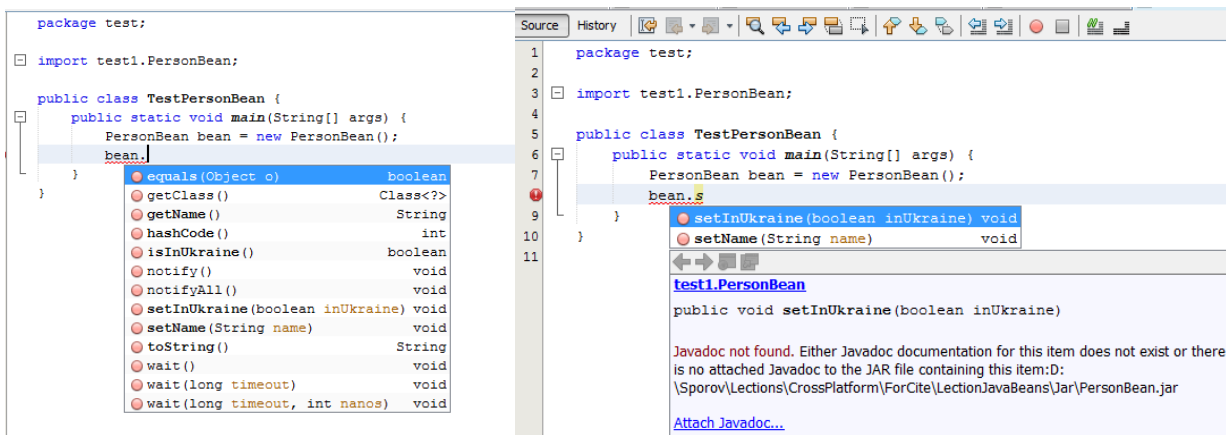 package test;
import test1.PersonBean;
public class TestPersonBean {
public static void main(String[] args) {
PersonBean bean = new PersonBean();
bean.
}
}
equals(Object o) boolean
getClass() Class<?>
getName() String
hashCode() int
isInUkraine() boolean
notify() void
notifyAll() void
setInUkraine(boolean inUkraine) void
setName(String name) void
toString() String
wait() void
wait(long timeout) void
wait(long timeout, int nanos) void
Source History
1 package test;
2
3 import test1.PersonBean;
4
5 public class TestPersonBean {
6 public static void main(String[] args) {
7 PersonBean bean = new PersonBean();
bean.s
9 }
10 }
11
setInUkraine(boolean inUkraine) void
setName(String name) void
test1.PersonBean
public void setInUkraine(boolean inUkraine)
Javadoc not found. Either Javadoc documentation for this item does not exist or there
is no attached Javadoc to the JAR file containing this item:D:
\Sporov\Lections\CrossPlatform\ForCite\LectionJavaBeans\Jar\PersonBean.jar
Attach Javadoc...